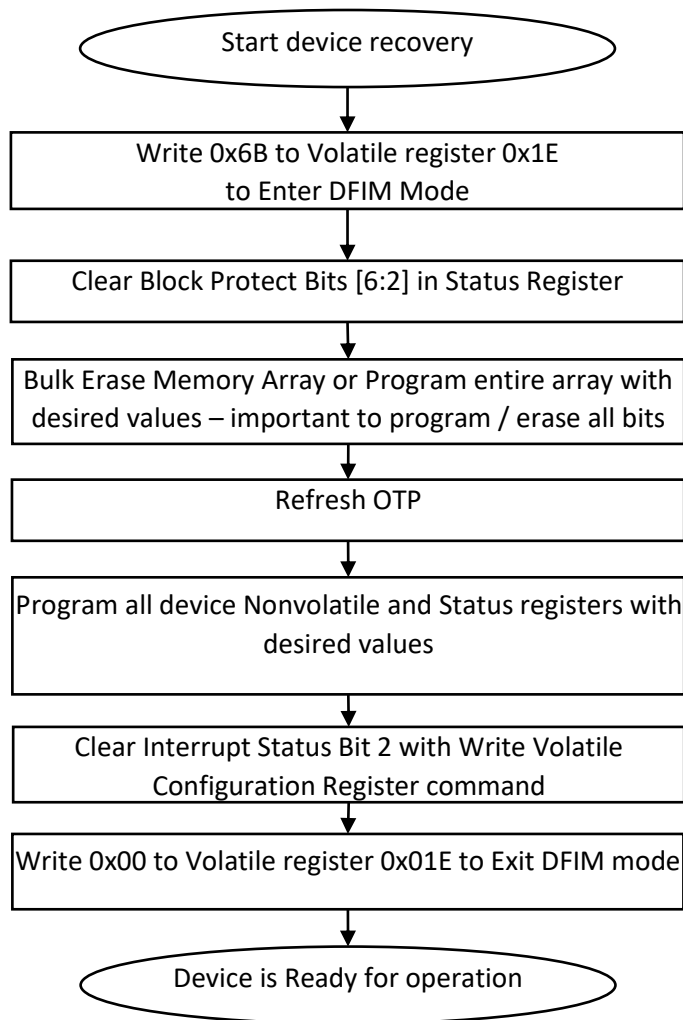 Start device recovery
Write 0x6B to Volatile register 0x1E
to Enter DFIM Mode
Clear Block Protect Bits [6:2] in Status Register
Bulk Erase Memory Array or Program entire array with
desired values – important to program / erase all bits
Refresh OTP
Program all device Nonvolatile and Status registers with
desired values
Clear Interrupt Status Bit 2 with Write Volatile
Configuration Register command
Write 0x00 to Volatile register 0x01E to Exit DFIM mode
Device is Ready for operation